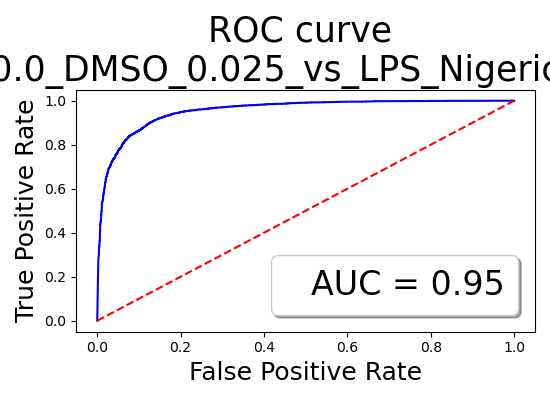 ROC curve
0.0_DMSO_0.025_vs_LPS_Nigeric
True Positive Rate
1.0
0.8
0.6
0.4
0.2
0.0
AUC = 0.95
0.0 0.2 0.4 0.6 0.8 1.0
False Positive Rate